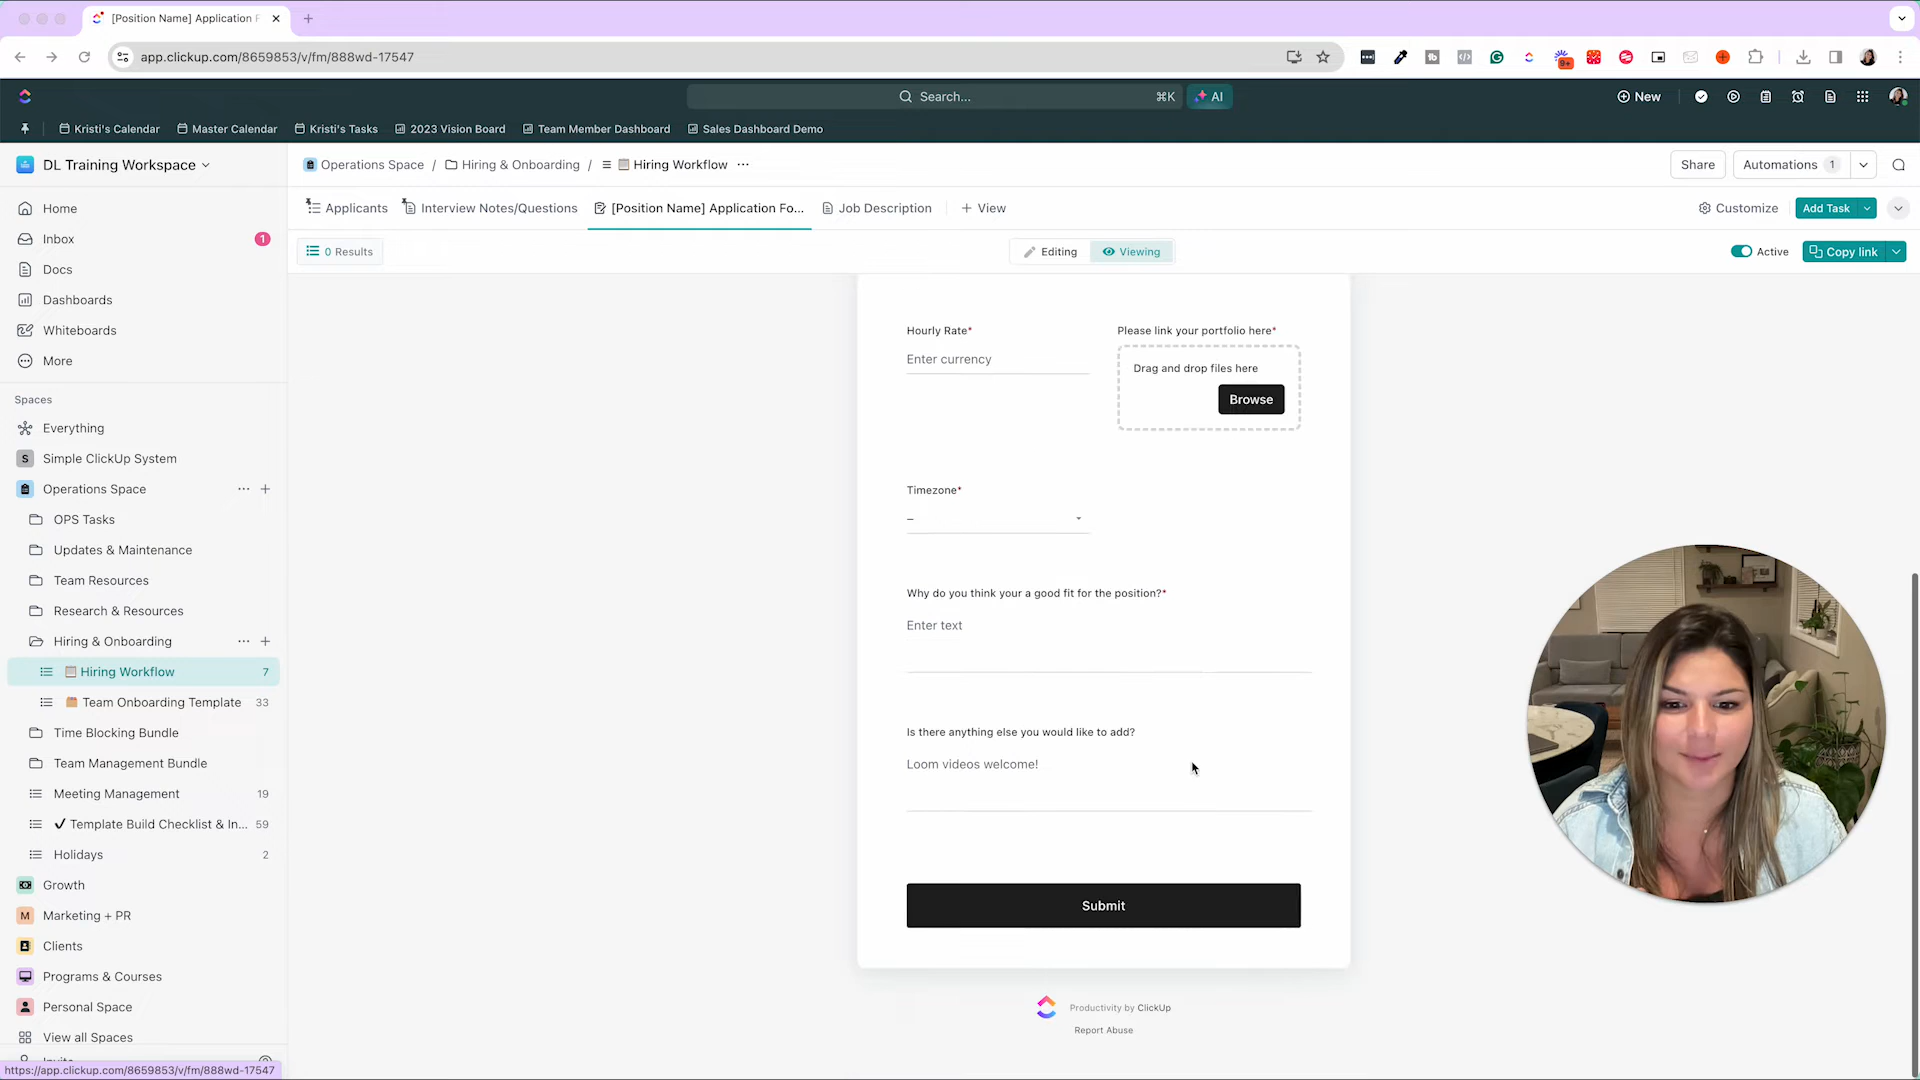 [Position Name] Application F
app.clickup.com/8659853/v/fm/888wd-17547
9+
Search... ⌘K AI
New
Kristi's Calendar Master Calendar Kristi's Tasks 2023 Vision Board Team Member Dashboard Sales Dashboard Demo
DL Training Workspace
Operations Space / Hiring & Onboarding / Hiring Workflow ...
Share Automations 1
Home
Inbox 1
Docs
Dashboards
Whiteboards
More
Applicants Interview Notes/Questions [Position Name] Application Fo... Job Description + View
Customize Add Task
0 Results
Editing Viewing
Active Copy link
Spaces
Everything
S Simple ClickUp System
Operations Space ... +
OPS Tasks
Updates & Maintenance
Team Resources
Research & Resources
Hiring & Onboarding ... +
Hiring Workflow 7
Team Onboarding Template 33
Time Blocking Bundle
Team Management Bundle
Meeting Management 19
✔ Template Build Checklist & In... 59
Holidays 2
Growth
M Marketing + PR
Clients
Programs & Courses
Personal Space
View all Spaces
https://app.clickup.com/8659853/v/fm/888wd-17547
Hourly Rate*
Enter currency
Please link your portfolio here*
Drag and drop files here
Browse
Timezone*
–
Why do you think your a good fit for the position?*
Enter text
Is there anything else you would like to add?
Loom videos welcome!
Submit
Productivity by ClickUp
Report Abuse